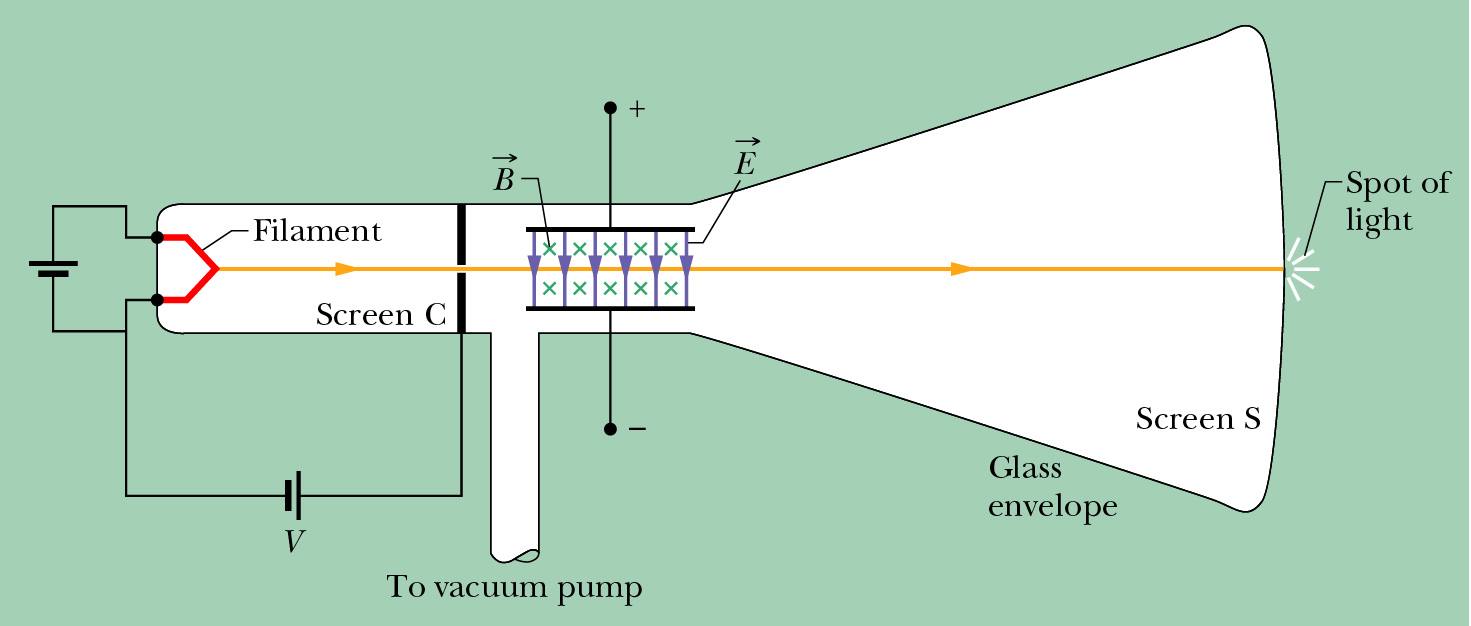 +
B
E
Spot of
light
Filament
Screen C
−
Screen S
Glass
envelope
V
To vacuum pump